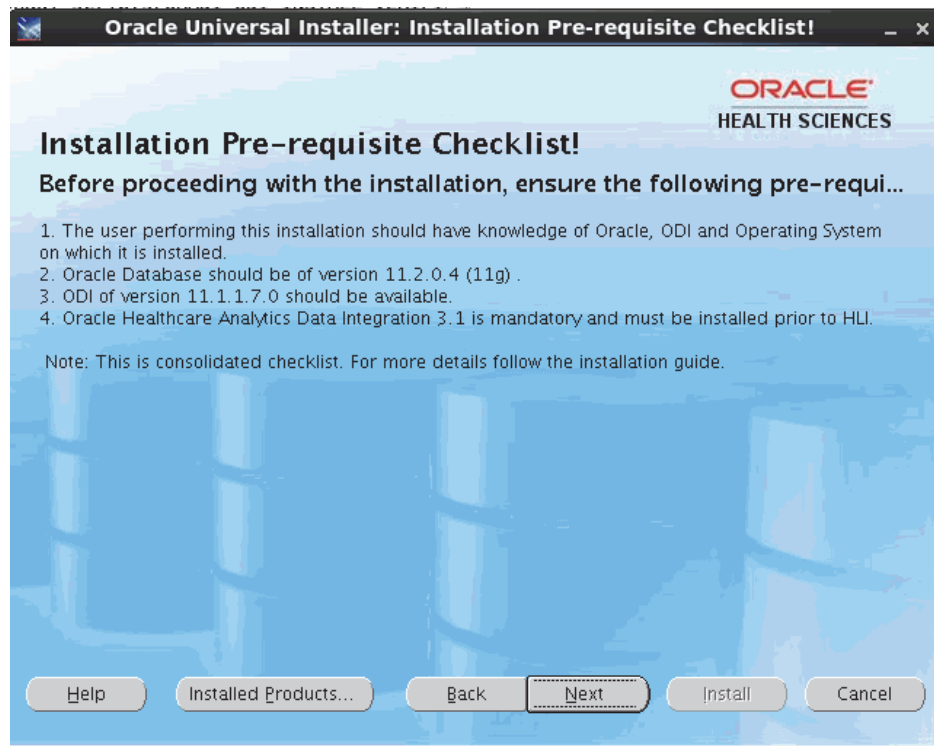 Oracle Universal Installer: Installation Pre-requisite Checklist!
ORACLE
HEALTH SCIENCES
Installation Pre-requisite Checklist!
Before proceeding with the installation, ensure the following pre-requi...
1. The user performing this installation should have knowledge of Oracle, ODI and Operating System
on which it is installed.
2. Oracle Database should be of version 11.2.0.4 (11g) .
3. ODI of version 11.1.1.7.0 should be available.
4. Oracle Healthcare Analytics Data Integration 3.1 is mandatory and must be installed prior to HLI.
Note: This is consolidated checklist. For more details follow the installation guide.
Help Installed Products... Back Next Install Cancel